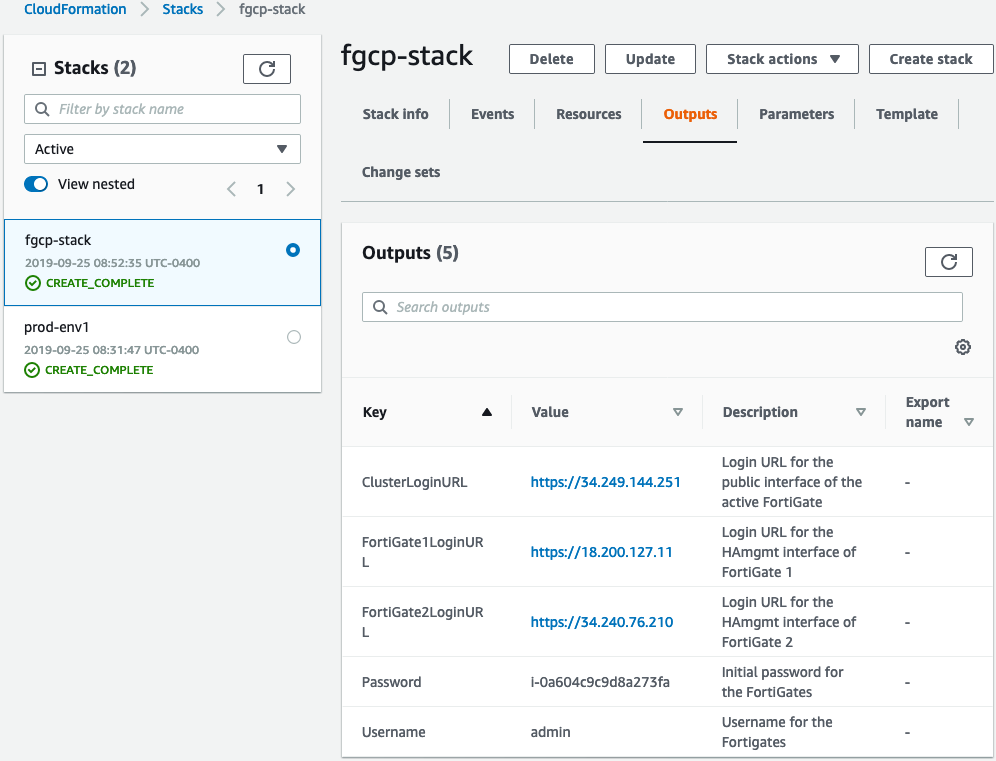 CloudFormation > Stacks > fgcp-stack
Stacks (2)
Filter by stack name
Active
View nested
1
fgcp-stack
2019-09-25 08:52:35 UTC-0400
CREATE_COMPLETE
prod-env1
2019-09-25 08:31:47 UTC-0400
CREATE_COMPLETE
fgcp-stack
Delete
Update
Stack actions
Create stack
Stack info
Events
Resources
Outputs
Parameters
Template
Change sets
Outputs (5)
Search outputs
Key
Value
Description
Export
name
ClusterLoginURL
https://34.249.144.251
Login URL for the
public interface of the
active FortiGate
-
FortiGate1LoginUR
L
https://18.200.127.11
Login URL for the
HAmgmt interface of
FortiGate 1
-
FortiGate2LoginUR
L
https://34.240.76.210
Login URL for the
HAmgmt interface of
FortiGate 2
-
Password
i-0a604c9c9d8a273fa
Initial password for
the FortiGates
-
Username
admin
Username for the
Fortigates
-